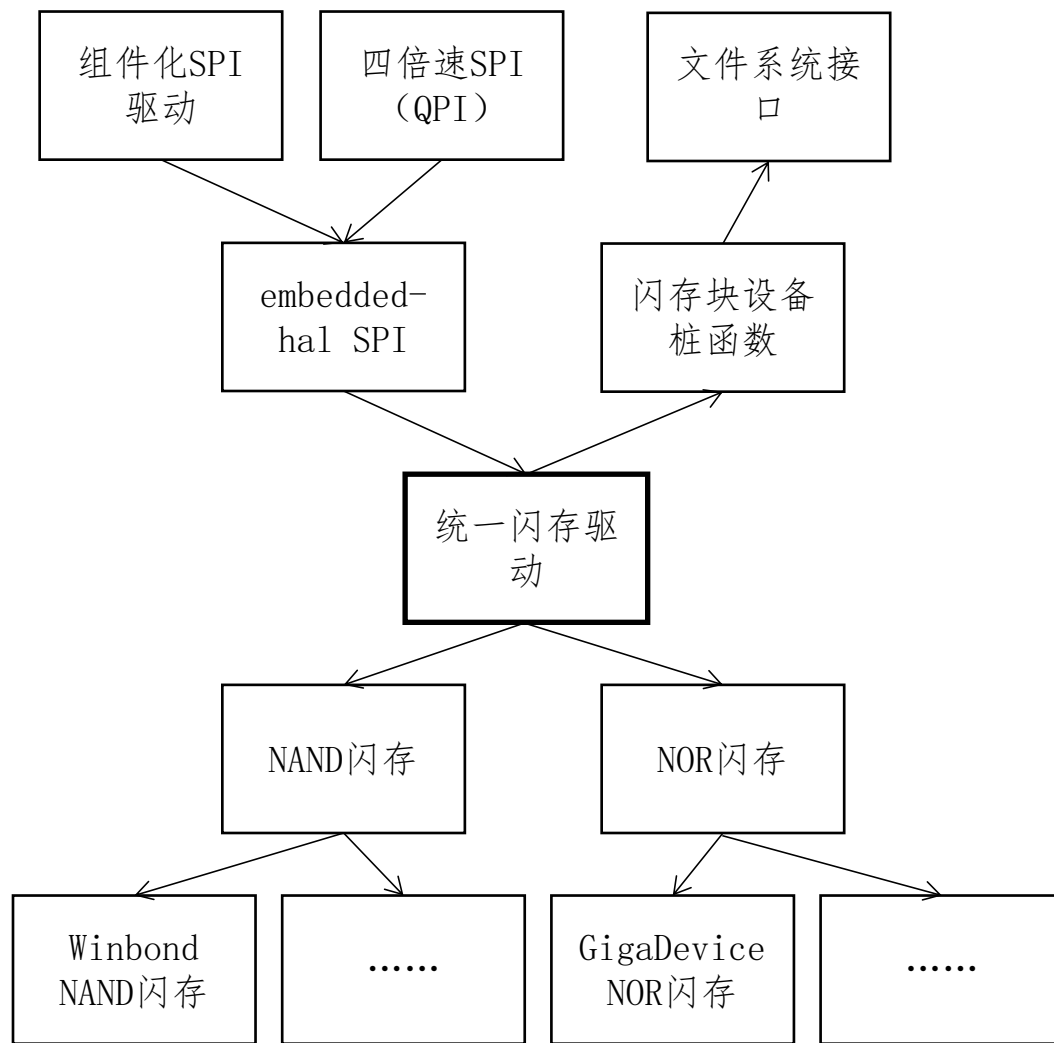 组件化SPI
驱动
四倍速SPI
（QPI）
文件系统接
口
embedded-
hal SPI
闪存块设备
桩函数
统一闪存驱
动
NAND闪存
NOR闪存
Winbond
NAND闪存
……
GigaDevice
NOR闪存
……